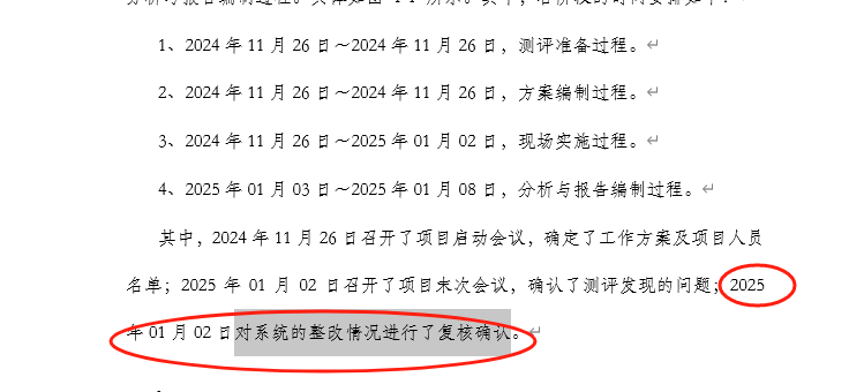 1、2024 年 11 月 26 日～2024 年 11 月 26 日，测评准备过程。
2、2024 年 11 月 26 日～2024 年 11 月 26 日，方案编制过程。
3、2024 年 11 月 26 日～2025 年 01 月 02 日，现场实施过程。
4、2025 年 01 月 03 日～2025 年 01 月 08 日，分析与报告编制过程。
其中，2024 年 11 月 26 日召开了项目启动会议，确定了工作方案及项目人员
名单；2025 年 01 月 02 日召开了项目末次会议，确认了测评发现的问题；2025
年 01 月 02 日对系统的整改情况进行了复核确认。